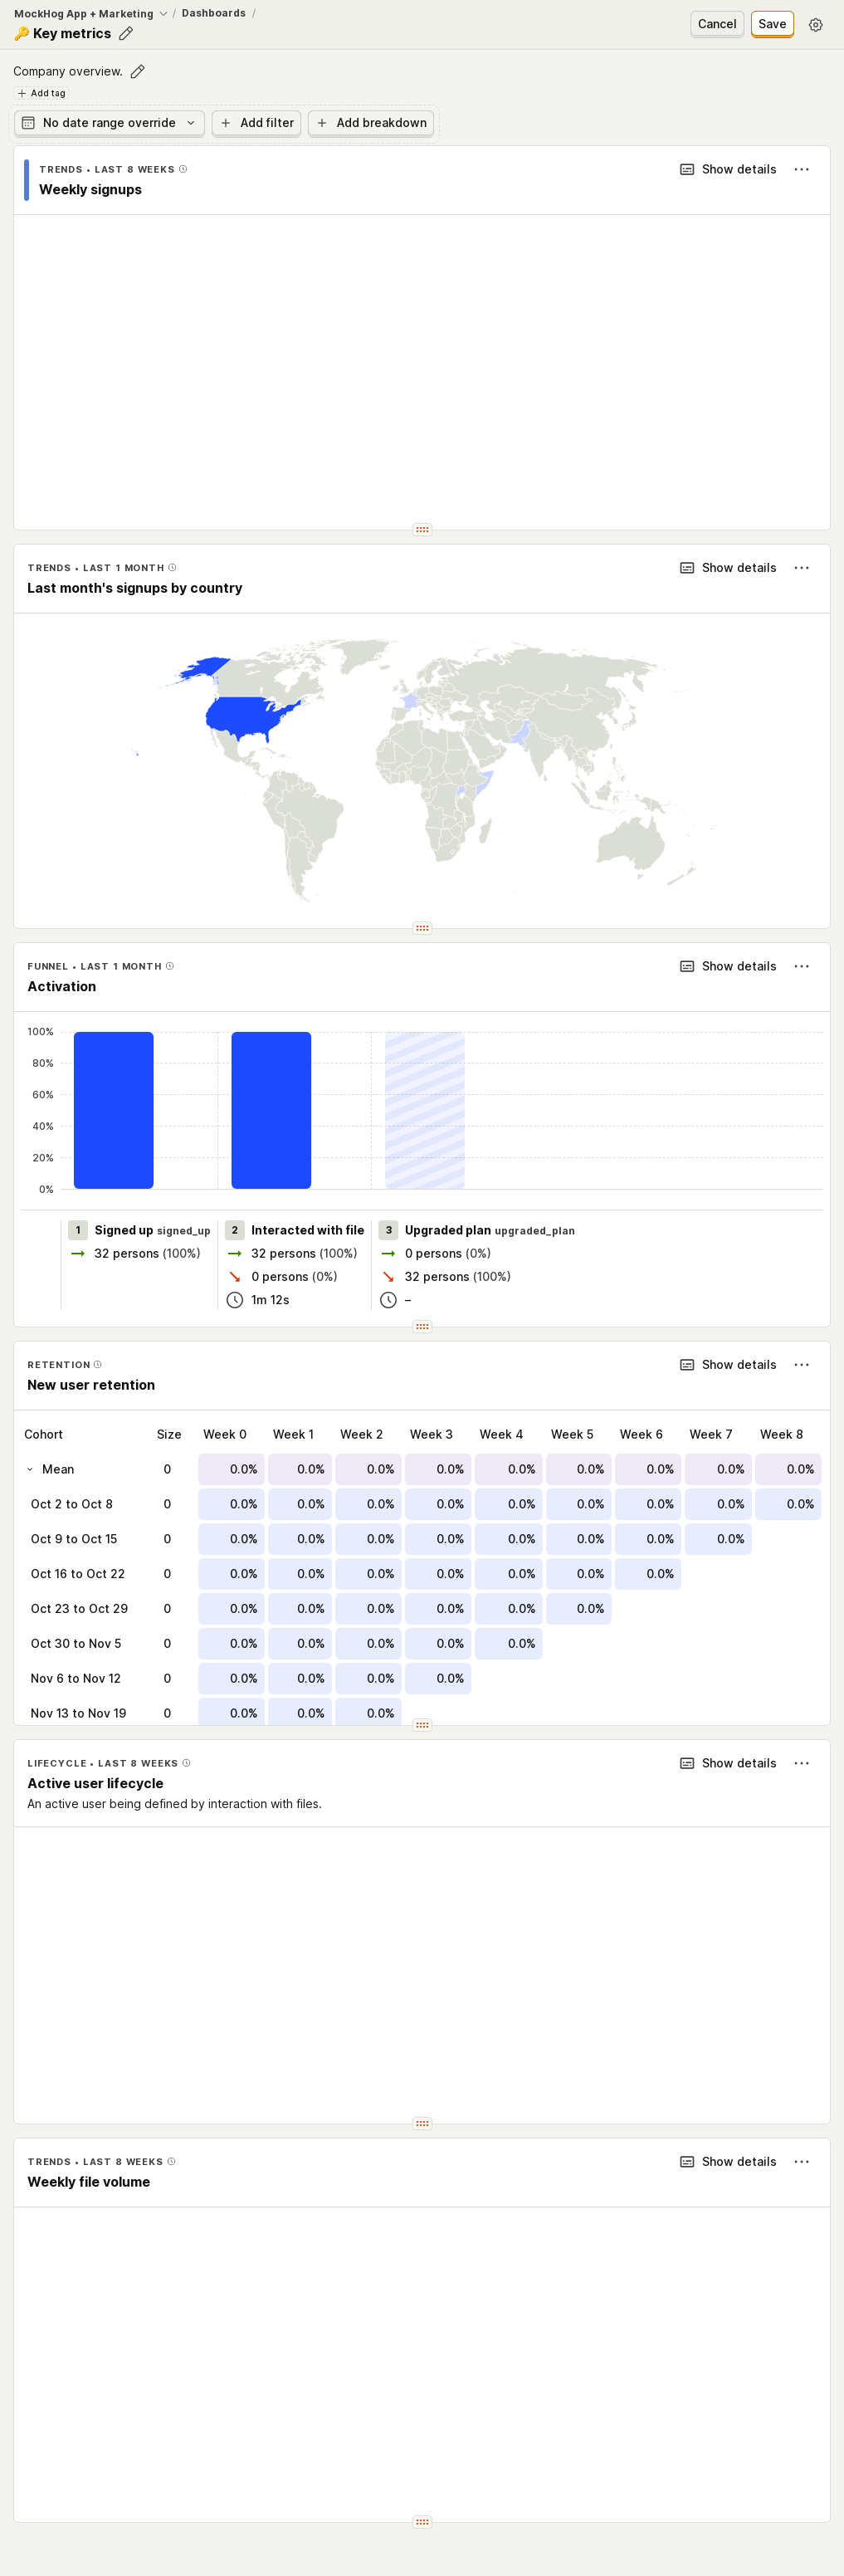 MockHog App + Marketing / Dashboards /
🔑 Key metrics
Cancel
Save
Company overview.
Add tag
No date range override
Add filter
Add breakdown
TRENDS • LAST 8 WEEKS
Weekly signups
Show details
TRENDS • LAST 1 MONTH
Last month's signups by country
Show details
FUNNEL • LAST 1 MONTH
Activation
Show details
100%
80%
60%
40%
20%
0%
1 Signed up signed_up
32 persons (100%)
2 Interacted with file
32 persons (100%)
0 persons (0%)
1m 12s
3 Upgraded plan upgraded_plan
0 persons (0%)
32 persons (100%)
–
RETENTION
New user retention
Show details
Cohort Size Week 0 Week 1 Week 2 Week 3 Week 4 Week 5 Week 6 Week 7 Week 8
Mean 0 0.0% 0.0% 0.0% 0.0% 0.0% 0.0% 0.0% 0.0% 0.0%
Oct 2 to Oct 8 0 0.0% 0.0% 0.0% 0.0% 0.0% 0.0% 0.0% 0.0% 0.0%
Oct 9 to Oct 15 0 0.0% 0.0% 0.0% 0.0% 0.0% 0.0% 0.0% 0.0%
Oct 16 to Oct 22 0 0.0% 0.0% 0.0% 0.0% 0.0% 0.0% 0.0%
Oct 23 to Oct 29 0 0.0% 0.0% 0.0% 0.0% 0.0% 0.0%
Oct 30 to Nov 5 0 0.0% 0.0% 0.0% 0.0% 0.0%
Nov 6 to Nov 12 0 0.0% 0.0% 0.0% 0.0%
Nov 13 to Nov 19 0 0.0% 0.0% 0.0%
LIFECYCLE • LAST 8 WEEKS
Active user lifecycle
An active user being defined by interaction with files.
Show details
TRENDS • LAST 8 WEEKS
Weekly file volume
Show details